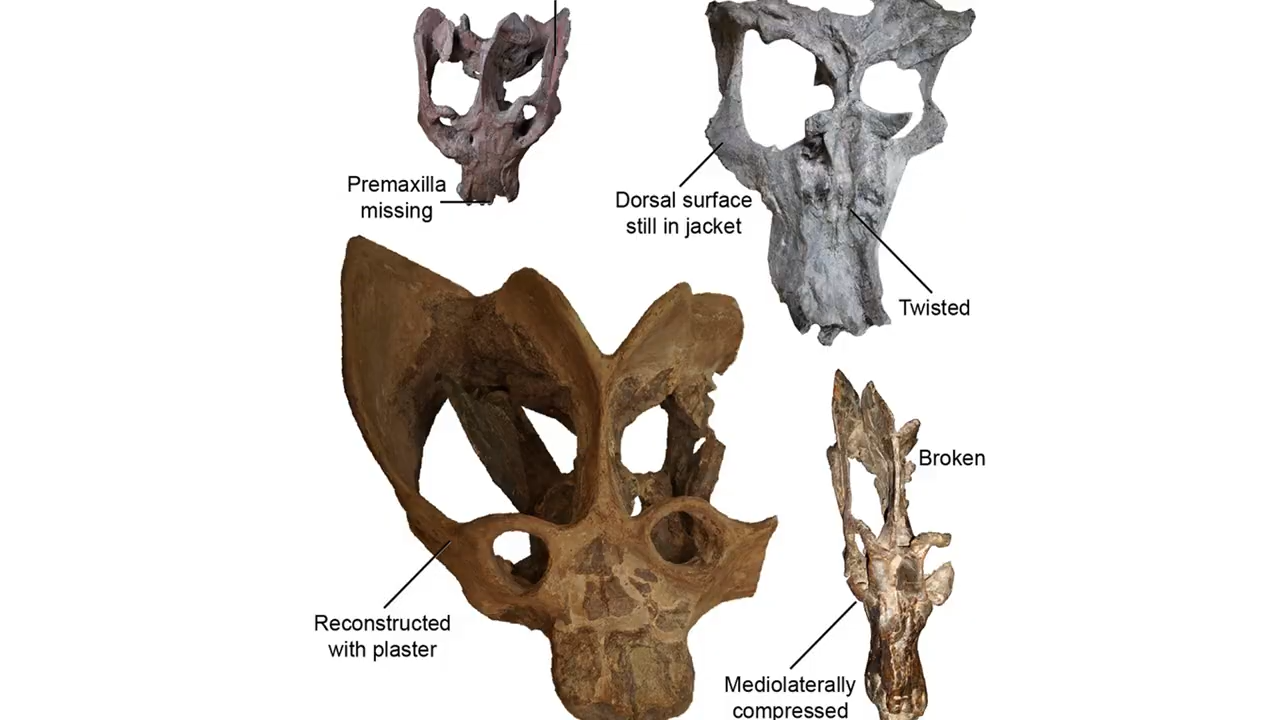 Premaxilla
missing
Dorsal surface
still in jacket
Twisted
Broken
Reconstructed
with plaster
Mediolaterally
compressed